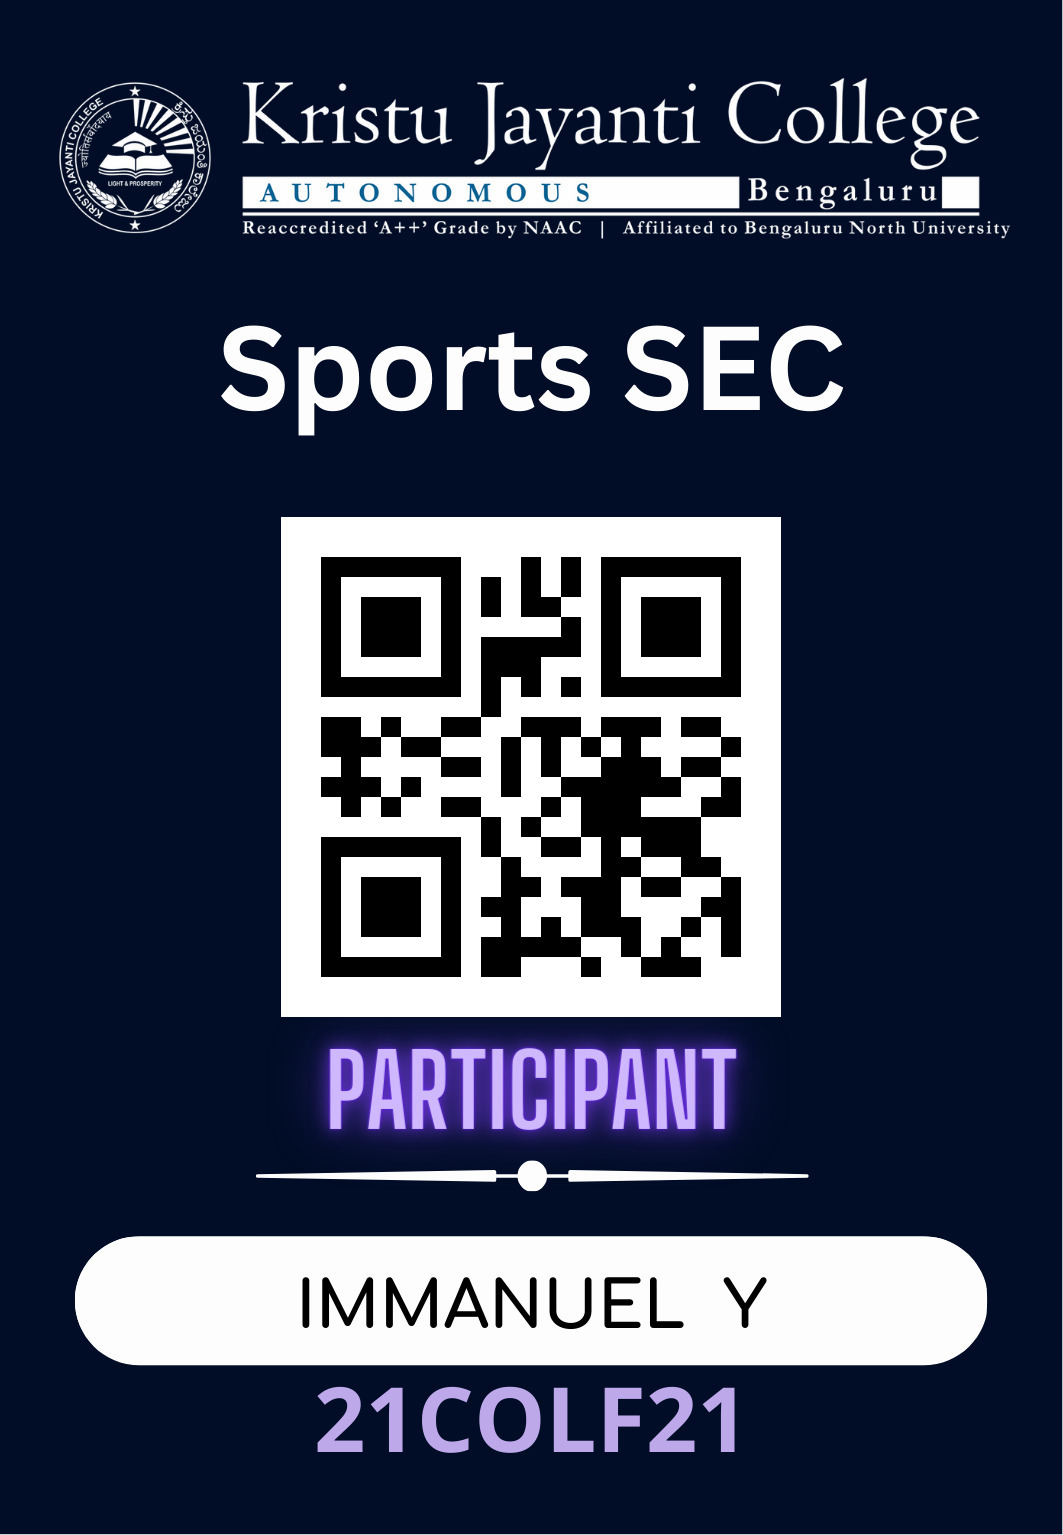 Kristu Jayanti College
AUTONOMOUS Bengaluru
Reaccredited ‘A++’ Grade by NAAC | Affiliated to Bengaluru North University
KRISTU JAYANTI COLLEGE
LIGHT & PROSPERITY
Sports SEC
PARTICIPANT
IMMANUEL Y
21COLF21